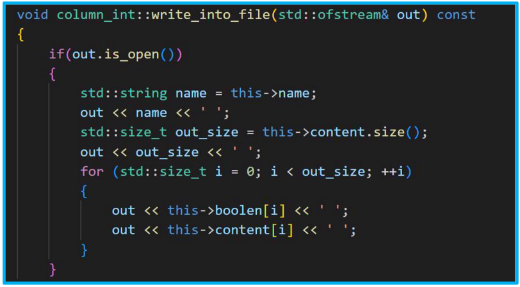 void column_int::write_into_file(std::ofstream& out) const
{
    if(out.is_open())
    {
        std::string name = this->name;
        out << name << ' ';
        std::size_t out_size = this->content.size();
        out << out_size << ' ';
        for (std::size_t i = 0; i < out_size; ++i)
        {
            out << this->boolen[i] << ' ';
            out << this->content[i] << ' ';
        }
    }